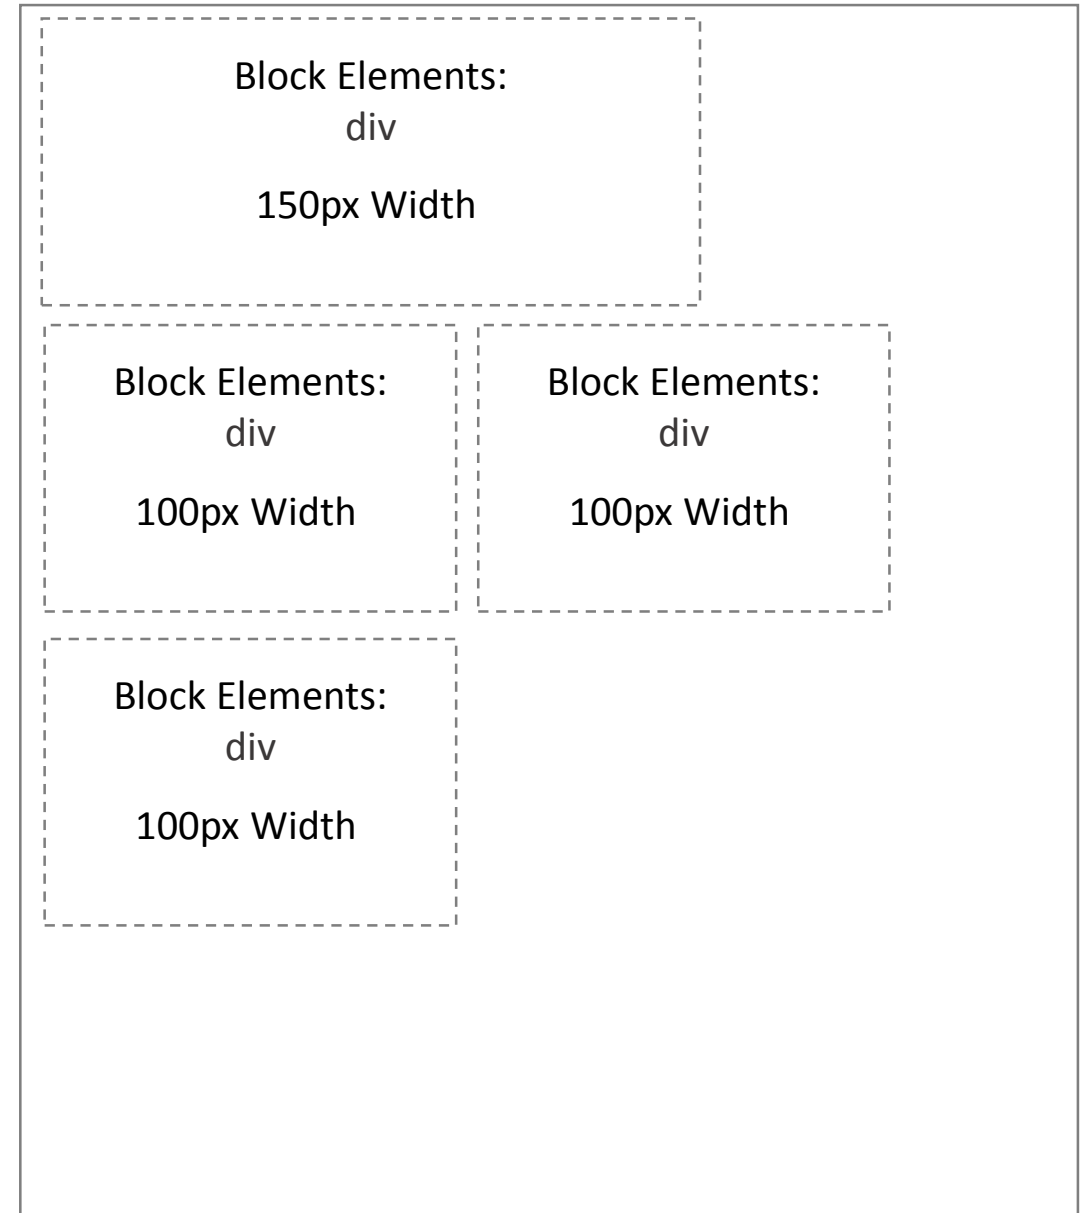 Block Elements:
div
150px Width
Block Elements:
div
100px Width
Block Elements:
div
100px Width
Block Elements:
div
100px Width